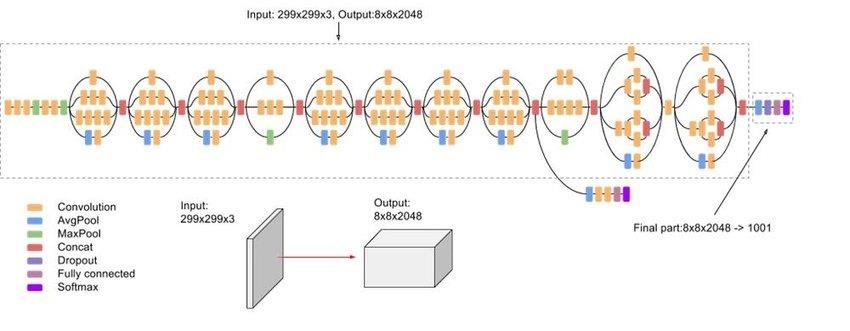 Input: 299x299x3, Output:8x8x2048
Convolution
AvgPool
MaxPool
Concat
Dropout
Fully connected
Softmax
Input:
299x299x3
Output:
8x8x2048
Final part:8x8x2048 -> 1001